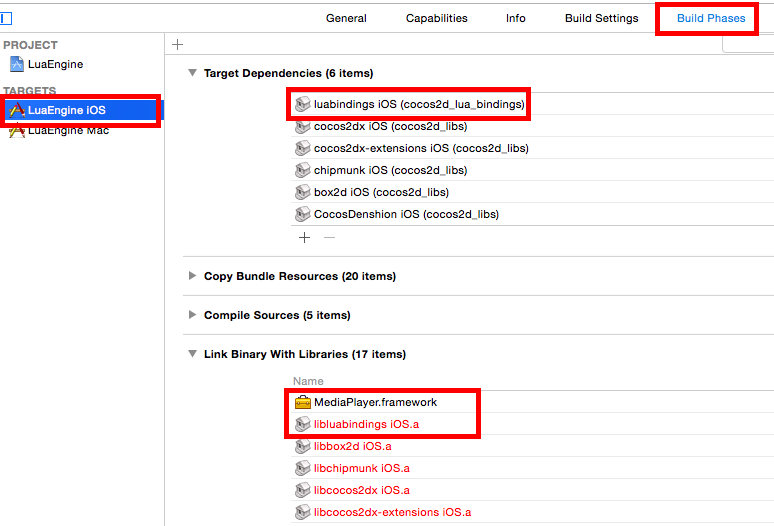 General Capabilities Info Build Settings Build Phases
PROJECT
LuaEngine
TARGETS
LuaEngine iOS
LuaEngine Mac
Target Dependencies (6 items)
luabindings iOS (cocos2d_lua_bindings)
cocos2dx iOS (cocos2d_libs)
cocos2dx-extensions iOS (cocos2d_libs)
chipmunk iOS (cocos2d_libs)
box2d iOS (cocos2d_libs)
CocosDenshion iOS (cocos2d_libs)
Copy Bundle Resources (20 items)
Compile Sources (5 items)
Link Binary With Libraries (17 items)
Name
MediaPlayer.framework
libluabindings iOS.a
libbox2d iOS.a
libchipmunk iOS.a
libcocos2dx iOS.a
libcocos2dx-extensions iOS.a